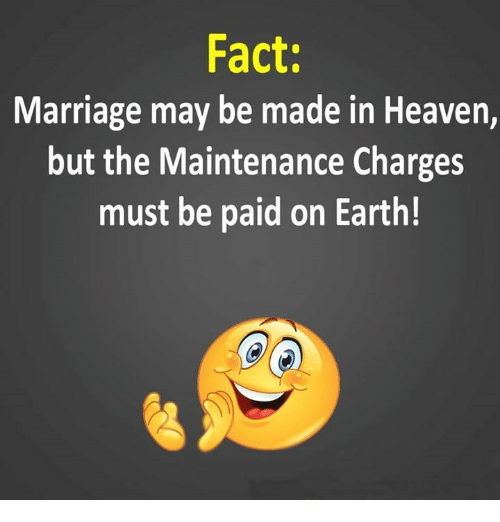 Fact:
Marriage may be made in Heaven,
but the Maintenance Charges
must be paid on Earth!